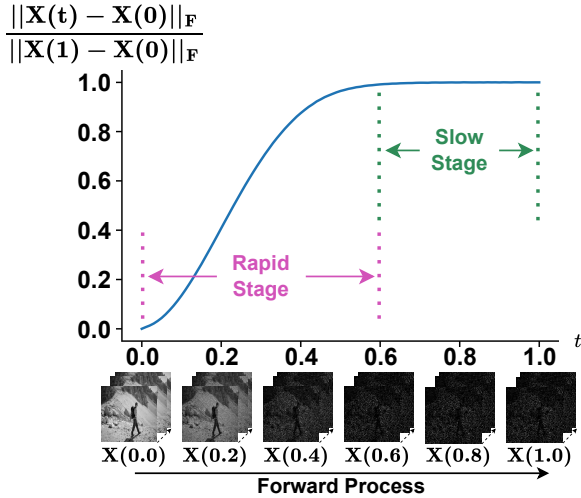 ||X(t) − X(0)||F
||X(1) − X(0)||F
1.0
0.8
0.6
0.4
0.2
0.0
Slow
Stage
Rapid
Stage
t
0.0 0.2 0.4 0.6 0.8 1.0
X(0.0) X(0.2) X(0.4) X(0.6) X(0.8) X(1.0)
Forward Process